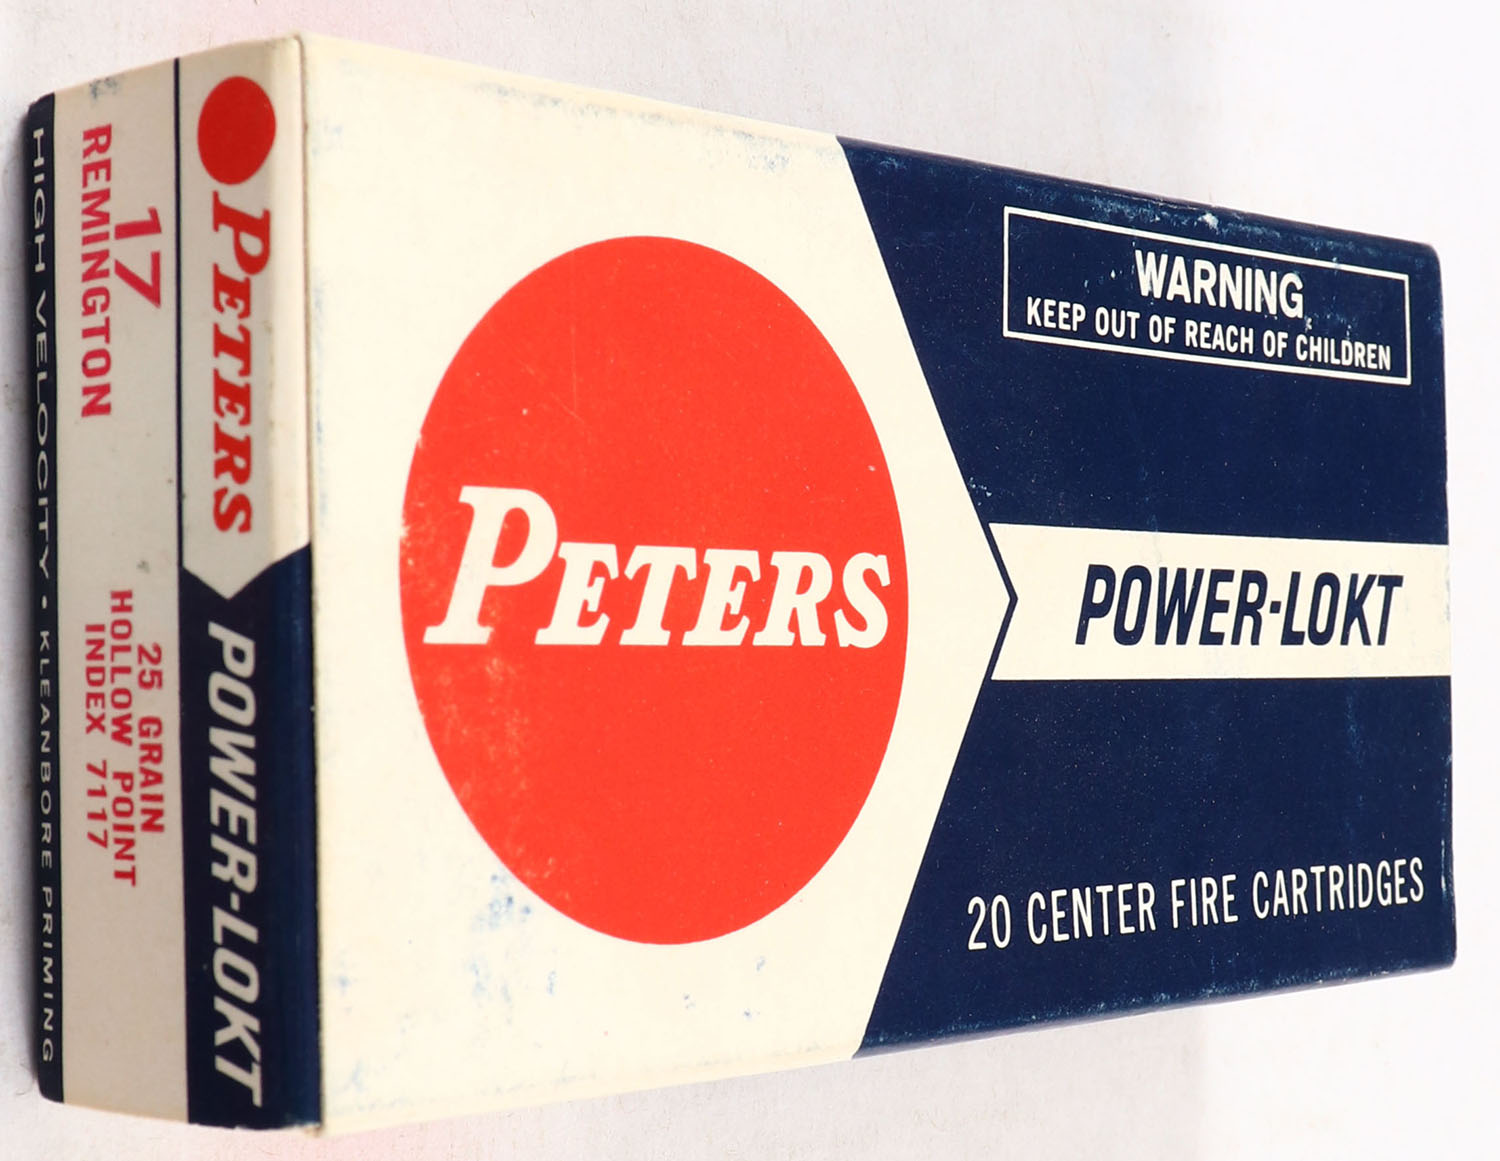 WARNING
KEEP OUT OF REACH OF CHILDREN
PETERS
POWER-LOKT
20 CENTER FIRE CARTRIDGES
PETERS POWER-LOKT
17
REMINGTON
25 GRAIN
HOLLOW POINT
INDEX 7117
HIGH VELOCITY • KLEANBORE PRIMING